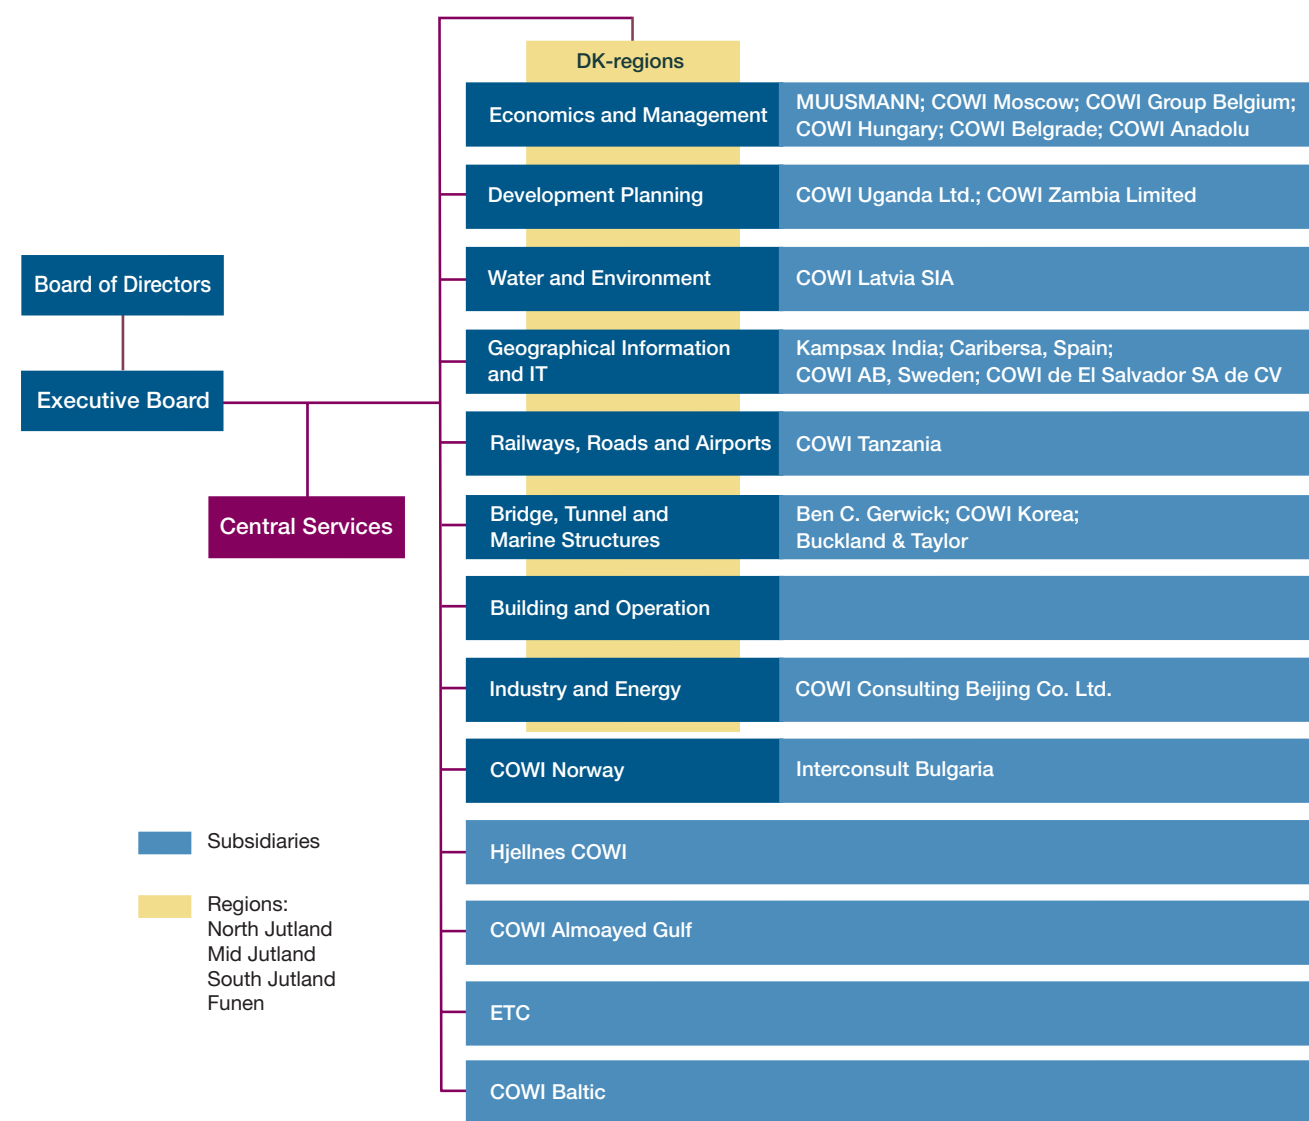 DK-regions
Economics and Management
MUUSMANN; COWI Moscow; COWI Group Belgium;
COWI Hungary; COWI Belgrade; COWI Anadolu
Development Planning
COWI Uganda Ltd.; COWI Zambia Limited
Board of Directors
Water and Environment
COWI Latvia SIA
Executive Board
Geographical Information
and IT
Kampsax India; Caribersa, Spain;
COWI AB, Sweden; COWI de El Salvador SA de CV
Railways, Roads and Airports
COWI Tanzania
Central Services
Bridge, Tunnel and
Marine Structures
Ben C. Gerwick; COWI Korea;
Buckland & Taylor
Building and Operation
Industry and Energy
COWI Consulting Beijing Co. Ltd.
COWI Norway
Interconsult Bulgaria
Hjellnes COWI
COWI Almoayed Gulf
ETC
COWI Baltic
Subsidiaries
Regions:
North Jutland
Mid Jutland
South Jutland
Funen